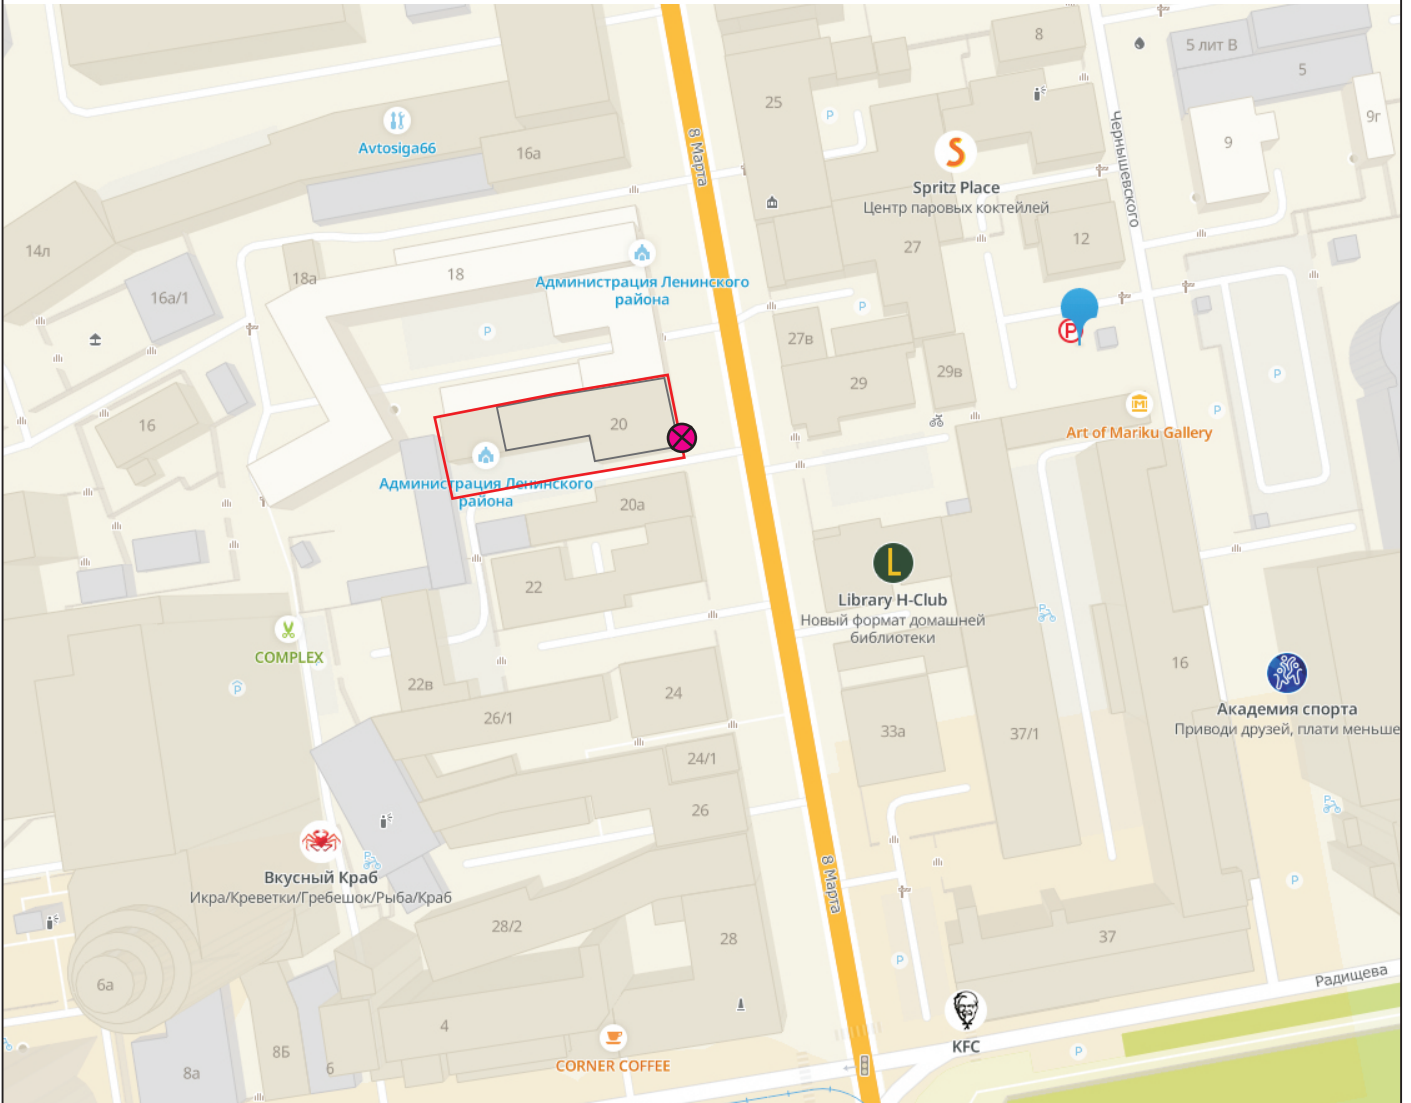 8
5 лит В
5
25
P
Чернышевского
9г
Avtosiga66
16а
8 Марта
9
S
Spritz Place
Центр паровых коктейлей
14л
18а
18
16а/1
Администрация Ленинского
района
27
12
P
P
P
27в
29
29в
P
16
20
P
Art of Mariku Gallery
Администрация Ленинского
района
20а
22
L
Library H-Club
Новый формат домашней
библиотеки
COMPLEX
P
P
22в
26/1
24
16
33а
37/1
Академия спорта
Приводи друзей, плати меньше
24/1
26
P
P
8 Марта
Вкусный Краб
Икра/Креветки/Гребешок/Рыба/Краб
P
28/2
28
37
P
6а
Радищева
4
8Б
6
8а
CORNER COFFEE
KFC
P